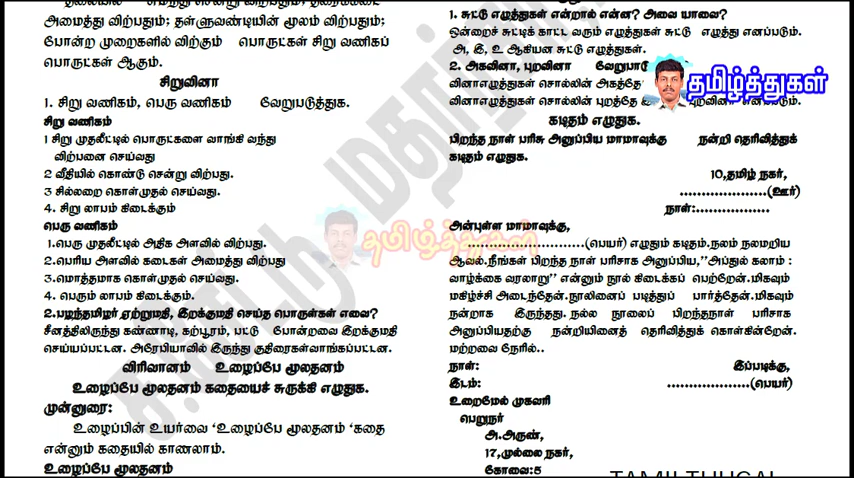 அமைத்து விற்பதும்; தள்ளுவண்டியின் மூலம் விற்பதும்;
போன்ற முறைகளில் விற்கும் பொருட்கள் சிறு வணிகப்
பொருட்கள் ஆகும்.
சிறுவினா
1. சிறு வணிகம், பெரு வணிகம் வேறுபடுத்துக.
சிறு வணிகம்
1 சிறு முதலீட்டில் பொருட்களை வாங்கி வந்து
விற்பனை செய்வது
2 வீதியில் கொண்டு சென்று விற்பது.
3 சில்லறை கொள்முதல் செய்வது.
4. சிறு லாபம் கிடைக்கும்
பெரு வணிகம்
1.பெரு முதலீட்டில் அதிக அளவில் விற்பது.
2.பெரிய அளவில் கடைகள் அமைத்து விற்பது
3.மொத்தமாக கொள்முதல் செய்வது.
4. பெரும் லாபம் கிடைக்கும்.
2.பழந்தமிழர் ஏற்றுமதி, இறக்குமதி செய்த பொருள்கள் எவை?
சீனத்திலிருந்து கண்ணாடி, கற்பூரம், பட்டு போன்றவை இறக்குமதி
செய்யப்பட்டன. அரேபியாவில் இருந்து குதிரைகள்வாங்கப்பட்டன.
விரிவானம் உழைப்பே மூலதனம்
உழைப்பே மூலதனம் கதையைச் சுருக்கி எழுதுக.
முன்னுரை:
உழைப்பின் உயர்வை 'உழைப்பே மூலதனம் 'கதை
என்னும் கதையில் காணலாம்.
உழைப்பே மூலதனம்
1. சுட்டு எழுத்துகள் என்றால் என்ன? அவை யாவை?
ஒன்றைச் சுட்டிக் காட்ட வரும் எழுத்துகள் சுட்டு எழுத்து எனப்படும்.
அ, இ, உ ஆகியன சுட்டு எழுத்துகள்.
2. அகவினா, புறவினா வேறுபாடு
வினாஎழுத்துகள் சொல்லின் அகத்தே
வினாஎழுத்துகள் சொல்லின் புறத்தே இ புறவினா எனப்படும்.
தமிழ்த்துகள்
கடிதம் எழுதுக.
பிறந்த நாள் பரிசு அனுப்பிய மாமாவுக்கு நன்றி தெரிவித்துக்
கடிதம் எழுதுக.
10,தமிழ் நகர்,
....................(ஊர்)
நாள்:.................
அன்புள்ள மாமாவுக்கு,
..............................(பெயர்) எழுதும் கடிதம்.நலம் நலமறிய
ஆவல்.நீங்கள் பிறந்த நாள் பரிசாக அனுப்பிய,"அப்துல் கலாம் :
வாழ்க்கை வரலாறு" என்னும் நூல் கிடைக்கப் பெற்றேன்.மிகவும்
மகிழ்ச்சி அடைந்தேன்.நூலினைப் படித்துப் பார்த்தேன்.மிகவும்
நன்றாக இருந்தது. நல்ல நூலைப் பிறந்தநாள் பரிசாக
அனுப்பியதற்கு நன்றியினைத் தெரிவித்துக் கொள்கின்றேன்.
மற்றவை நேரில்..
நாள்: இப்படிக்கு,
இடம்: ...................(பெயர்)
உறைமேல் முகவரி
பெறுநர்
அ.அருண்,
17,முல்லை நகர்,
கோவை:5
தமிழ்த்துகள்